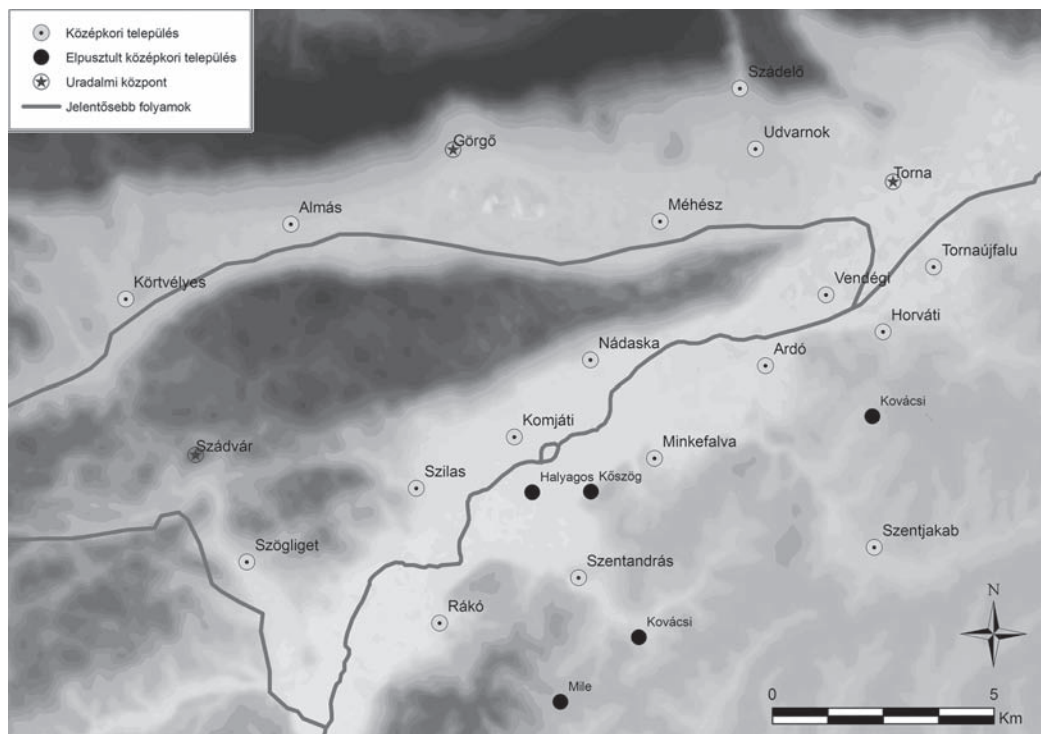 Középkori település
Elpusztult középkori település
Uradalmi központ
Jelentősebb folyamok
Szádelő
Udvarnok
Görgő
Torna
Almás
Méhész
Tornaújfalu
Körtvélyes
Vendégi
Horváti
Nádaska
Ardó
Kovácsi
Komjáti
Minkefalva
Szádvár
Szilas
Halyagos
Kőszög
Szentjakab
Szögliget
Szentandrás
Rákó
Kovácsi
Mile
N
0 5
Km